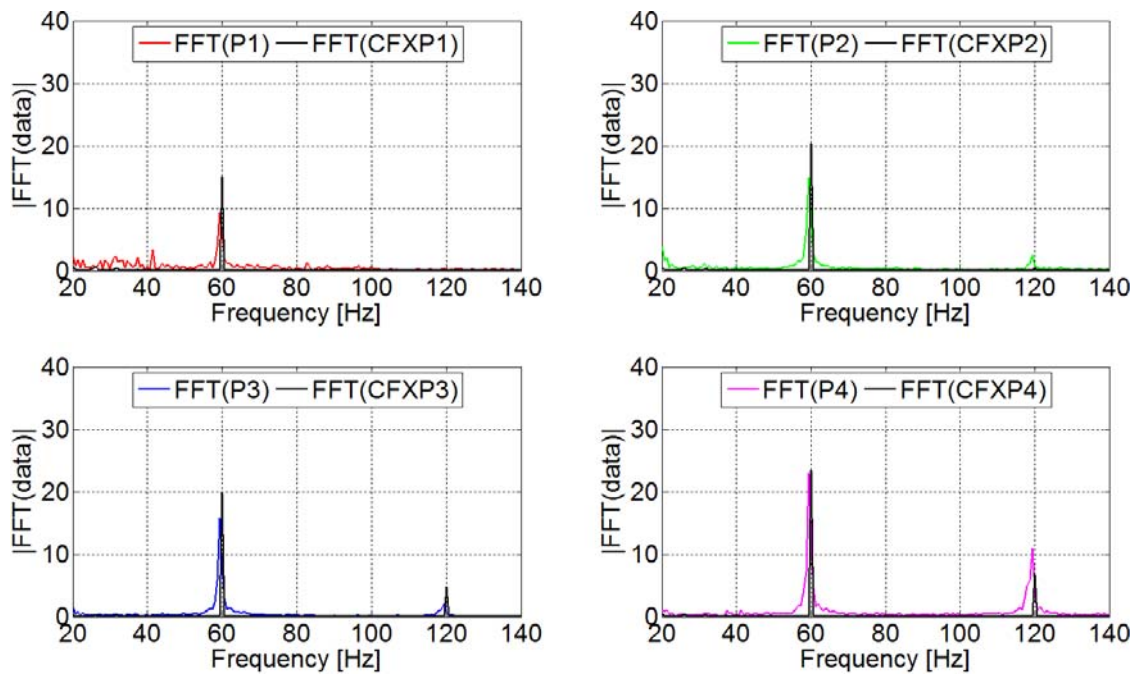 FFT(P1) FFT(CFXP1)
|FFT(data)|
40
30
20
10
0
20 40 60 80 100 120 140
Frequency [Hz]
FFT(P2) FFT(CFXP2)
|FFT(data)|
40
30
20
10
0
20 40 60 80 100 120 140
Frequency [Hz]
FFT(P3) FFT(CFXP3)
|FFT(data)|
40
30
20
10
0
20 40 60 80 100 120 140
Frequency [Hz]
FFT(P4) FFT(CFXP4)
|FFT(data)|
40
30
20
10
0
20 40 60 80 100 120 140
Frequency [Hz]